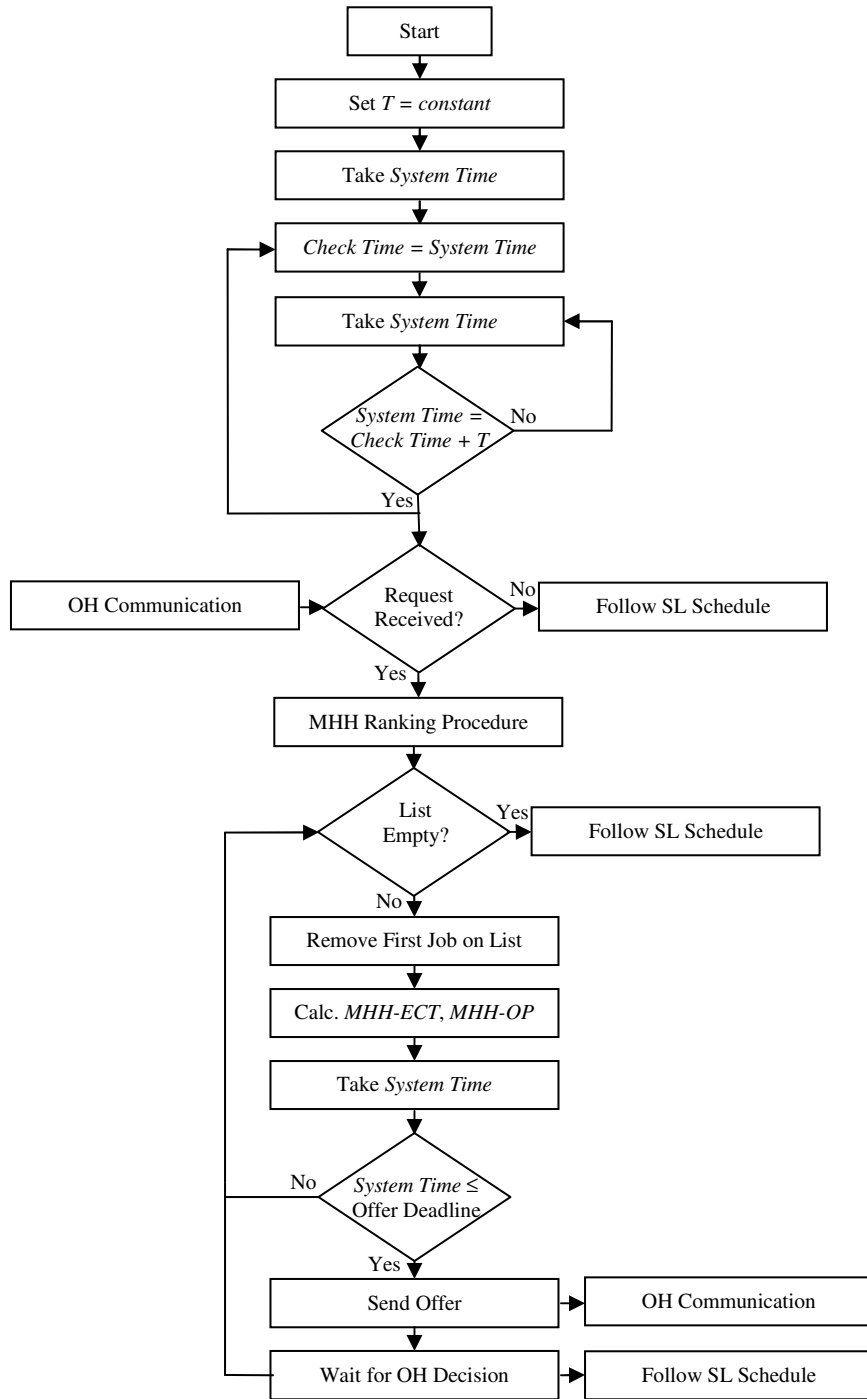 Start
Set T = constant
Take System Time
Check Time = System Time
Take System Time
System Time =
Check Time + T
No
Yes
OH Communication
Request
Received?
No
Follow SL Schedule
Yes
MHH Ranking Procedure
List
Empty?
Yes
Follow SL Schedule
No
Remove First Job on List
Calc. MHH-ECT, MHH-OP
Take System Time
No
System Time ≤
Offer Deadline
Yes
Send Offer
OH Communication
Wait for OH Decision
Follow SL Schedule